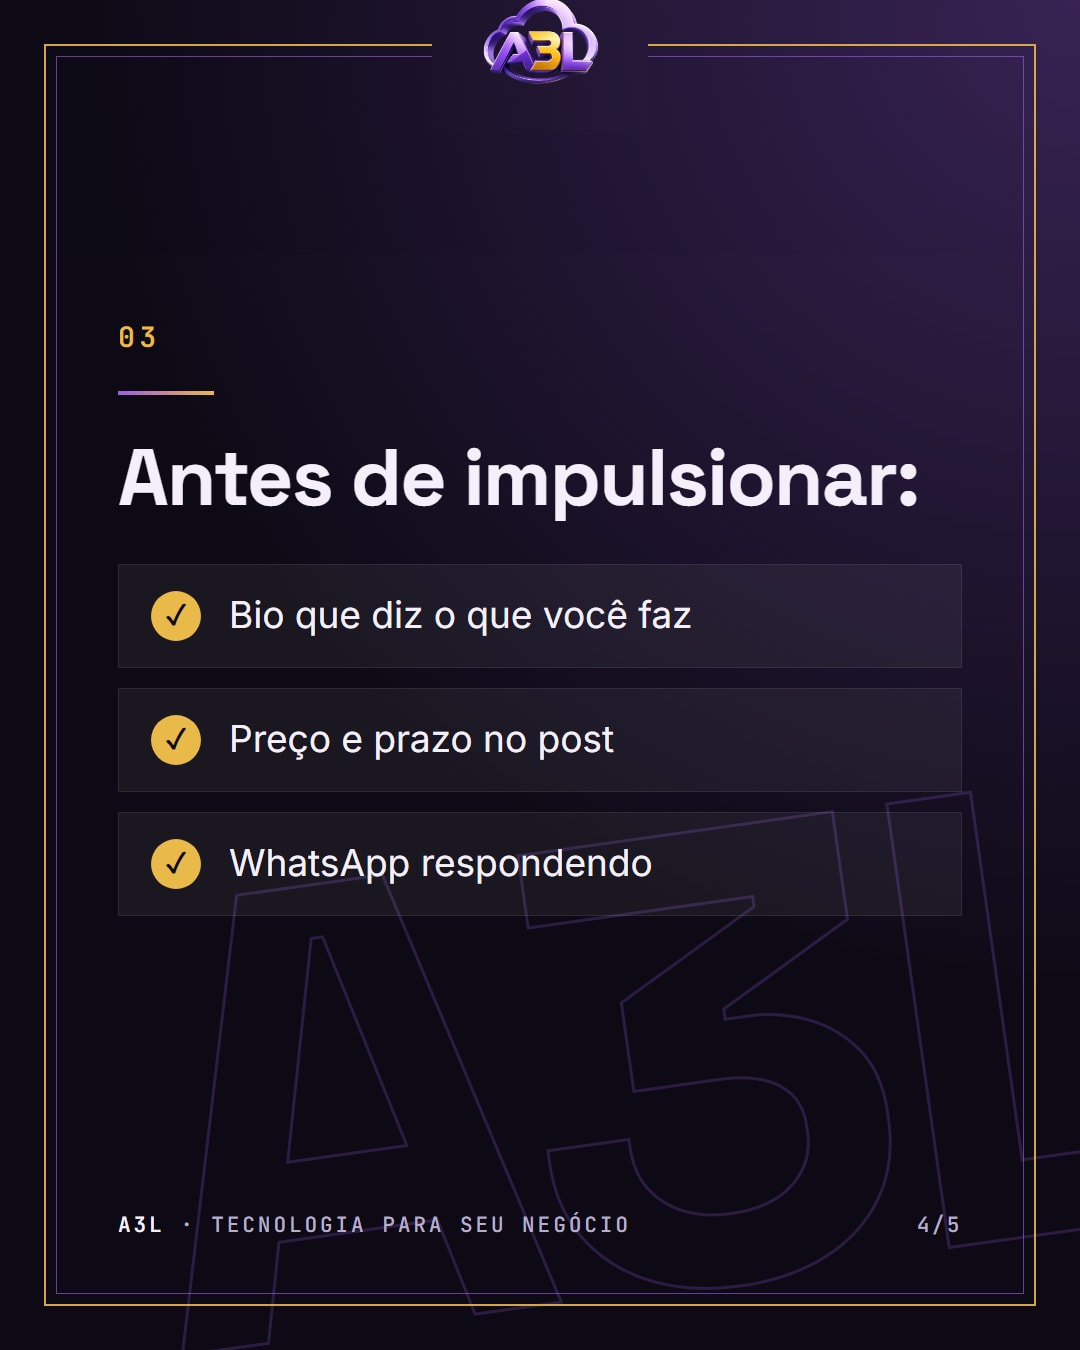 A3L
03
Antes de impulsionar:
✓ Bio que diz o que você faz
✓ Preço e prazo no post
✓ WhatsApp respondendo
A3L
A3L · TECNOLOGIA PARA SEU NEGÓCIO 4/5